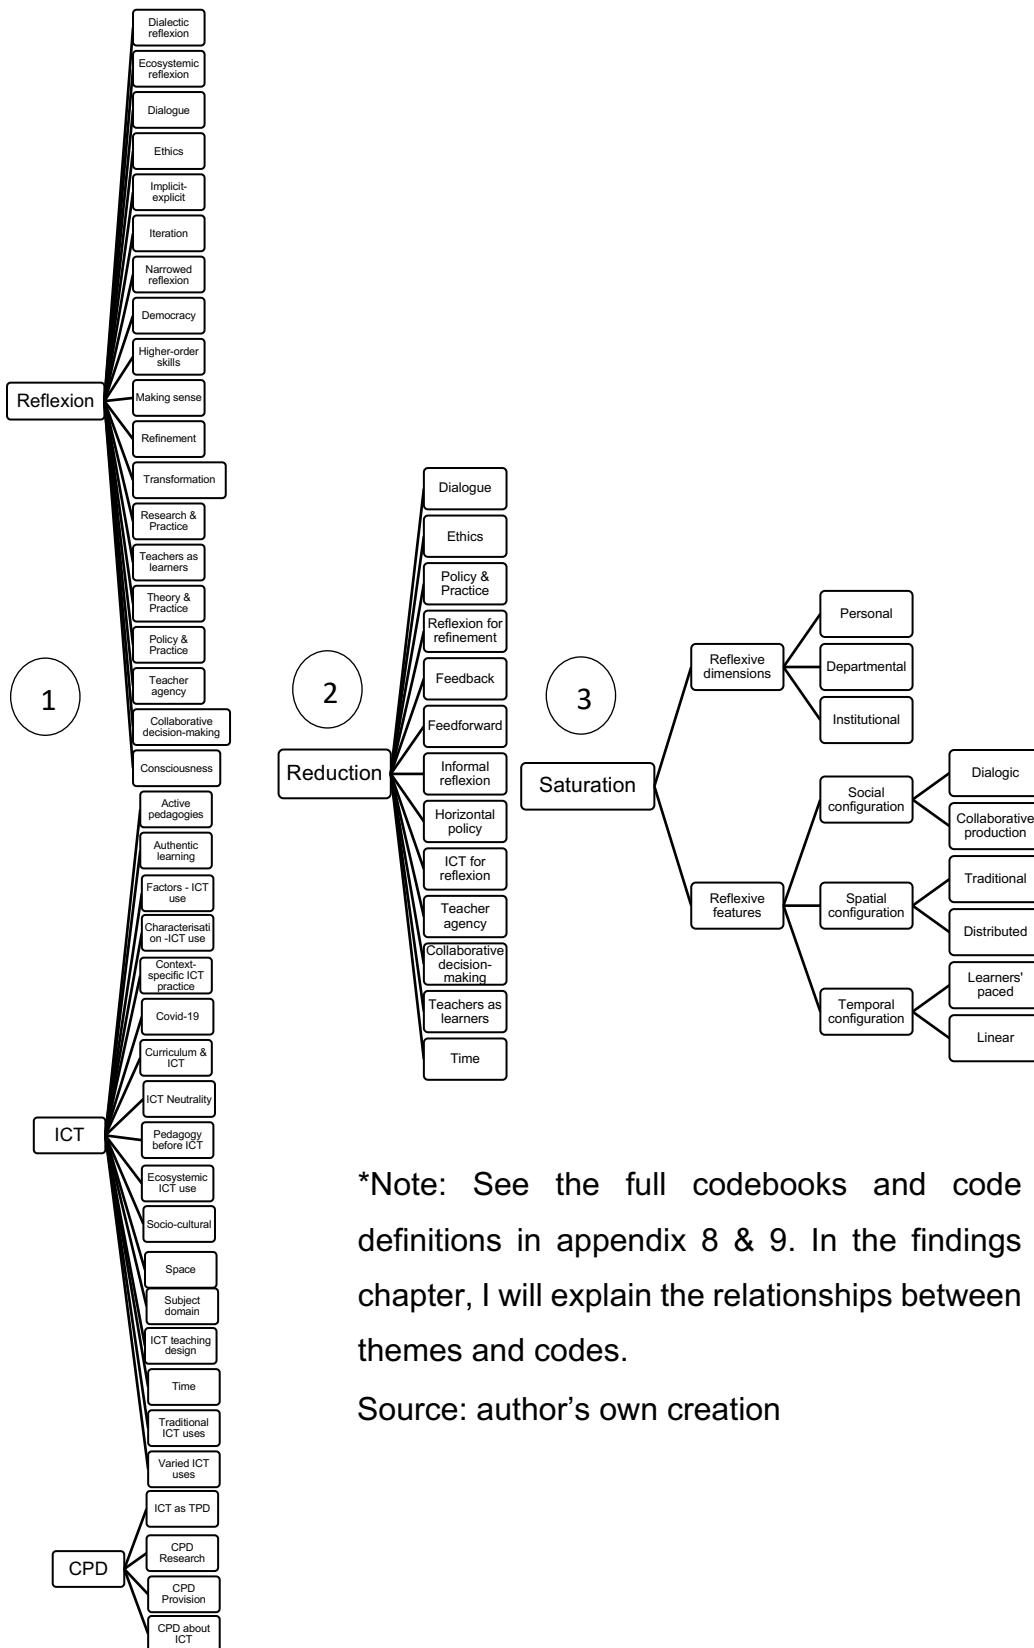 Dialectic
reflexion
Ecosystemic
reflexion
Dialogue
Ethics
Implicit-
explicit
Iteration
Narrowed
reflexion
Democracy
Higher-order
skills
Reflexion
Making sense
Refinement
Transformation
Research &
Practice
Teachers as
learners
Theory &
Practice
Policy &
Practice
Teacher
agency
Collaborative
decision-making
Consciousness
1
Active
pedagogies
Authentic
learning
Factors - ICT
use
Characterisati
on -ICT use
Context-
specific ICT
practice
Covid-19
Curriculum &
ICT
ICT Neutrality
ICT
Pedagogy
before ICT
Ecosystemic
ICT use
Socio-cultural
Space
Subject
domain
ICT teaching
design
Time
Traditional
ICT uses
Varied ICT
uses
ICT as TPD
CPD
CPD
Research
CPD
Provision
CPD about
ICT
2
Reduction
Dialogue
Ethics
Policy &
Practice
Reflexion for
refinement
Feedback
Feedforward
Informal
reflexion
Horizontal
policy
ICT for
reflexion
Teacher
agency
Collaborative
decision-
making
Teachers as
learners
Time
3
Saturation
Reflexive
dimensions
Personal
Departmental
Institutional
Reflexive
features
Social
configuration
Dialogic
Collaborative
production
Spatial
configuration
Traditional
Distributed
Temporal
configuration
Learners'
paced
Linear
*Note: See the full codebooks and code
definitions in appendix 8 & 9. In the findings
chapter, I will explain the relationships between
themes and codes.
Source: author’s own creation